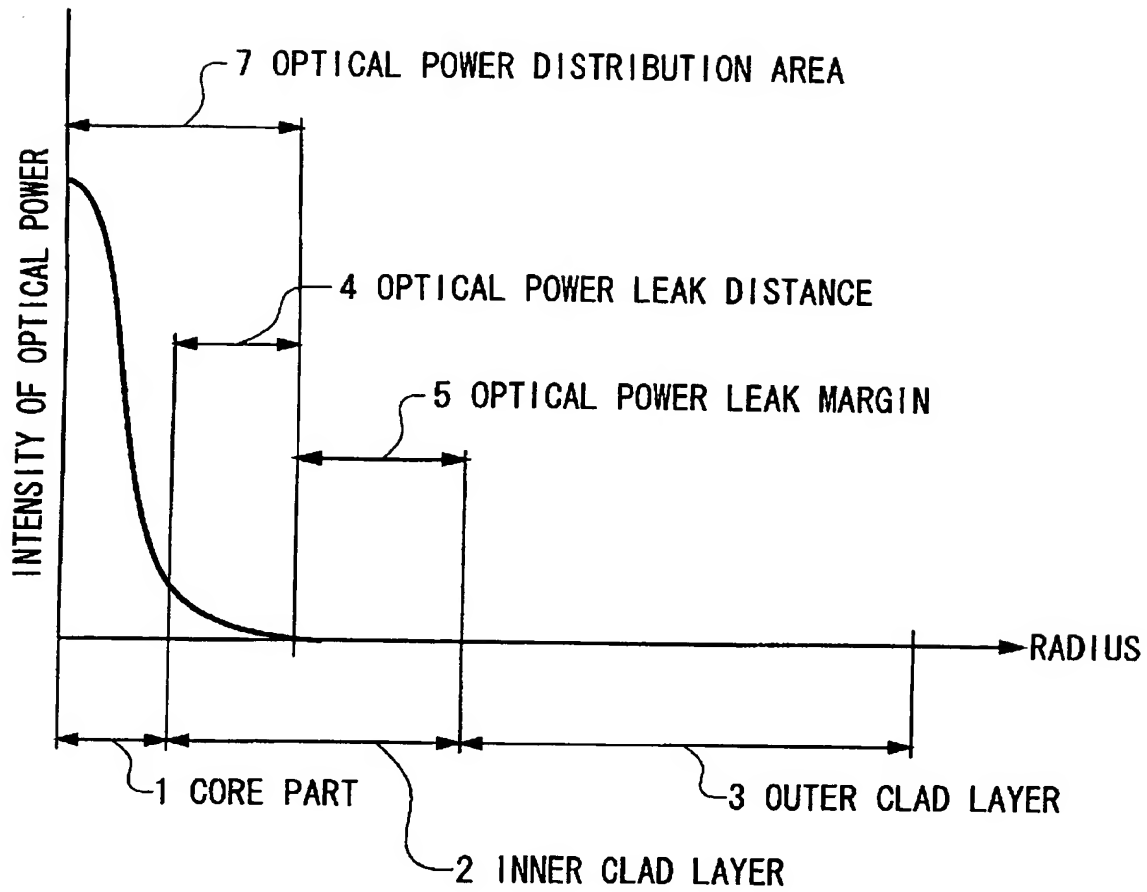 7 OPTICAL POWER DISTRIBUTION AREA
INTENSITY OF OPTICAL POWER
4 OPTICAL POWER LEAK DISTANCE
5 OPTICAL POWER LEAK MARGIN
RADIUS
1 CORE PART
3 OUTER CLAD LAYER
2 INNER CLAD LAYER